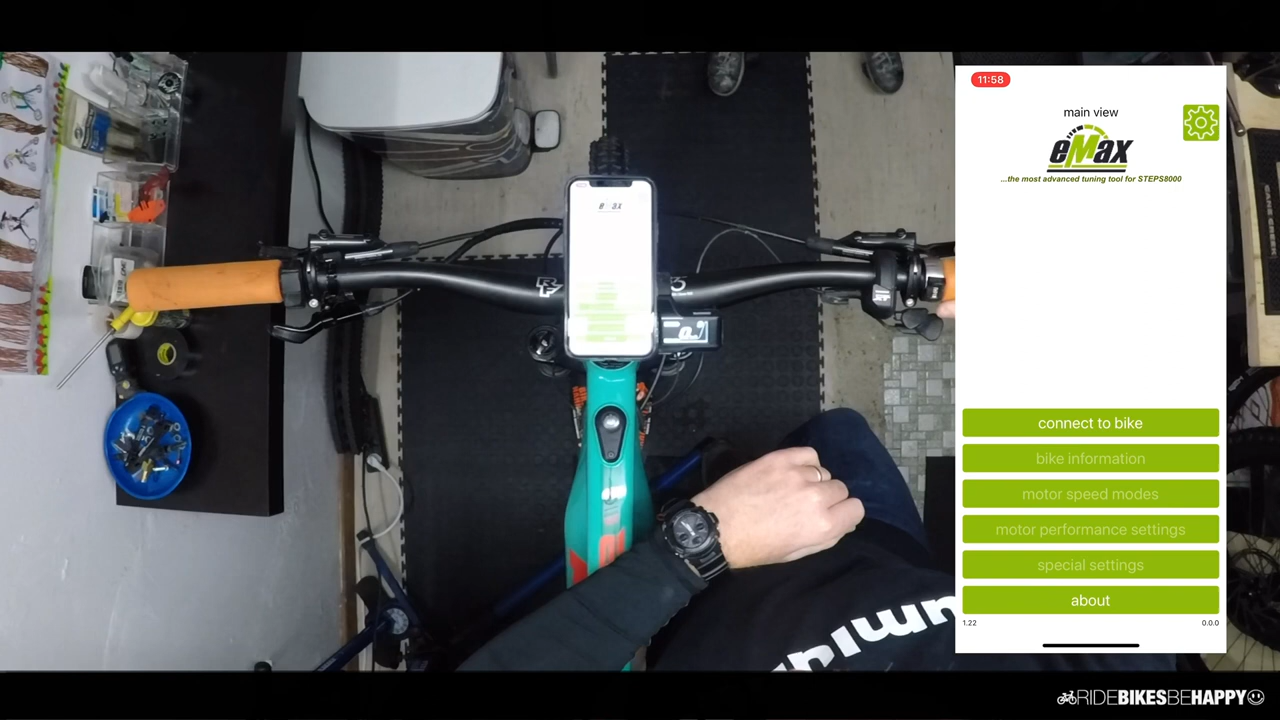 11:58
main view
eMax
...the most advanced tuning tool for STEPS8000
connect to bike
bike information
motor speed modes
motor performance settings
special settings
about
1.22
0.0.0
RIDEBIKESBEHAPPY